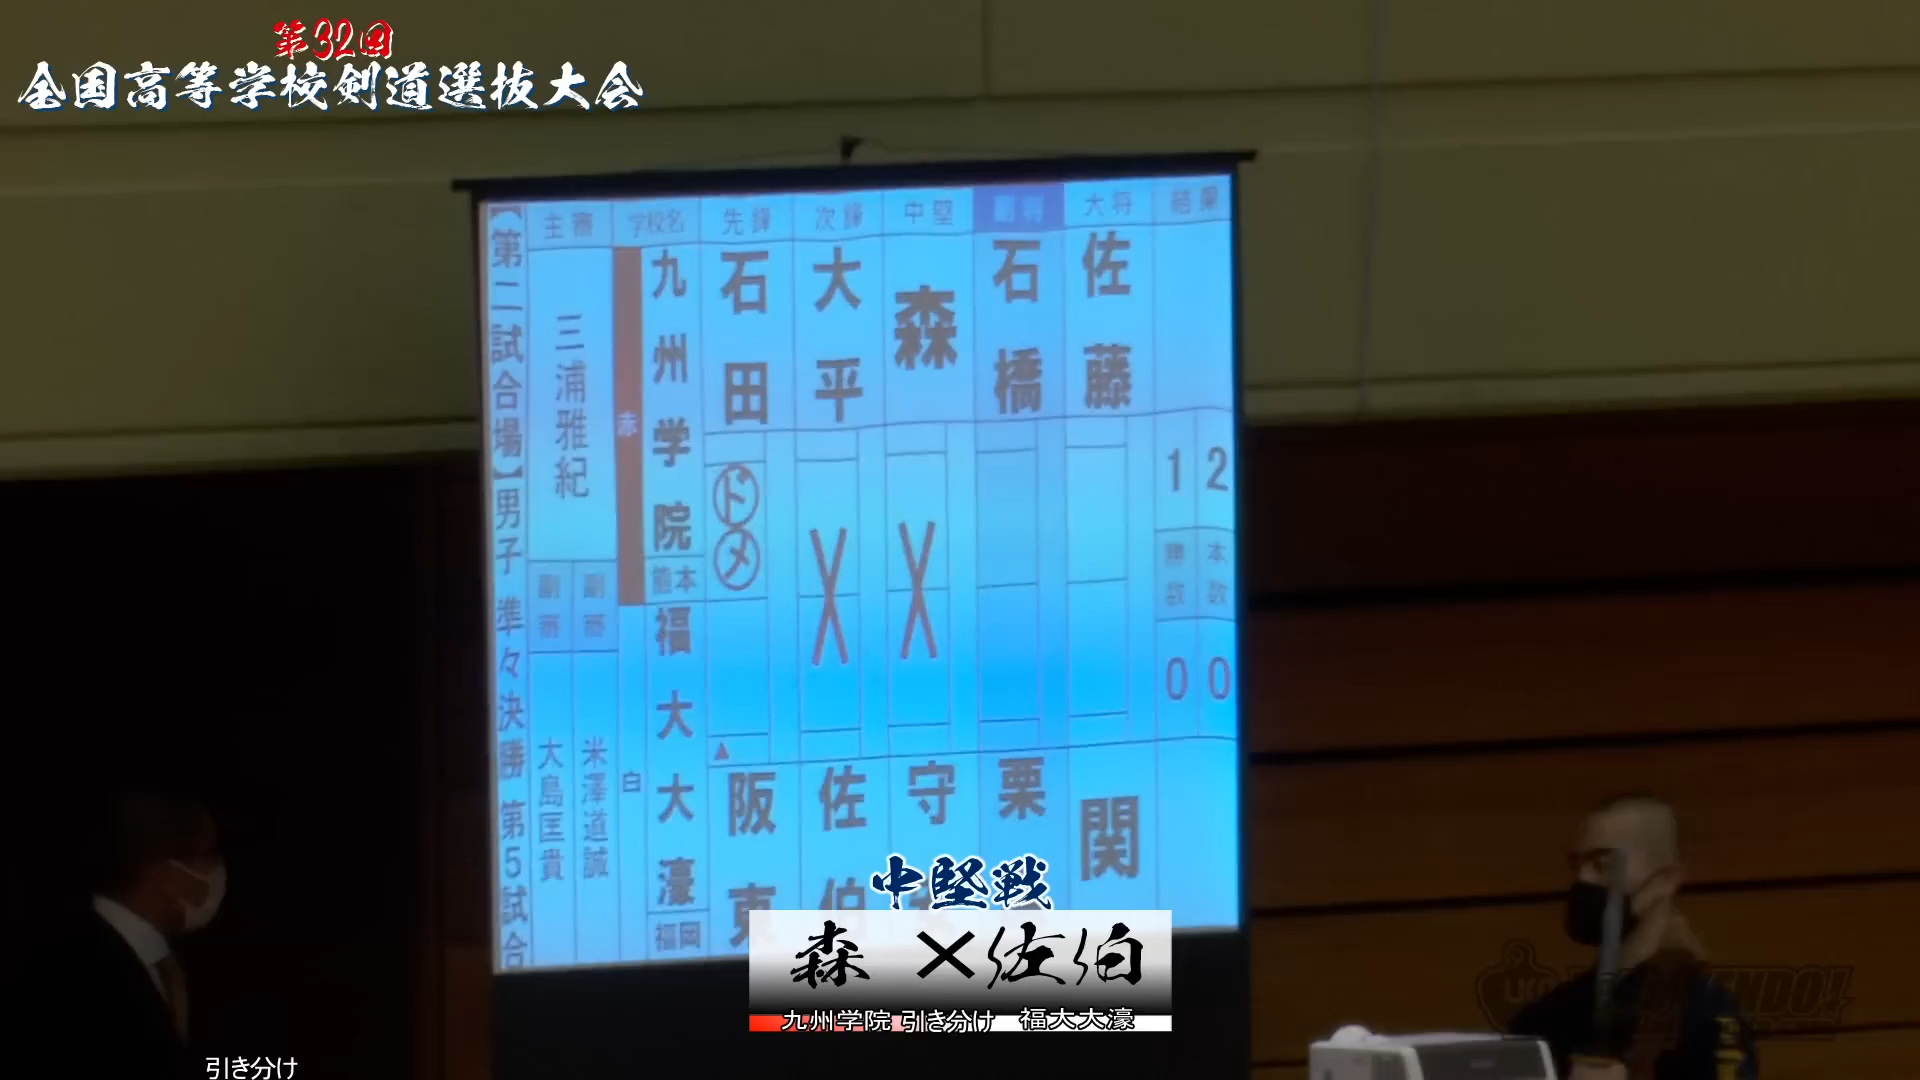 第32回
全国高等学校剣道選抜大会
【第二試合場】男子 準々決勝 第5試合
主審
三浦雅紀
副審 副審
大島匡貴
米澤道誠
学校名
赤
九州学院
熊本
白
福大大濠
福岡
先鋒
石田
ド
メ
▲
阪東
次鋒
大平
佐伯
中堅
森
守
石橋
栗
大将
佐藤
関
結果
1 2
勝数 本数
0 0
中堅戦
森 ×佐伯
九州学院 引き分け 福大大濠
引き分け